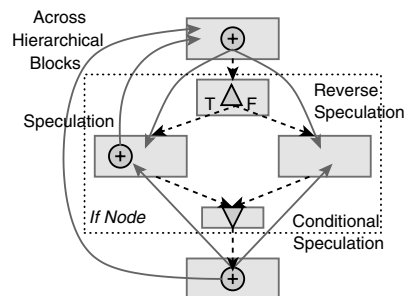 Across
Hierarchical
Blocks
T F
Reverse
Speculation
Speculation
If Node
Conditional
Speculation